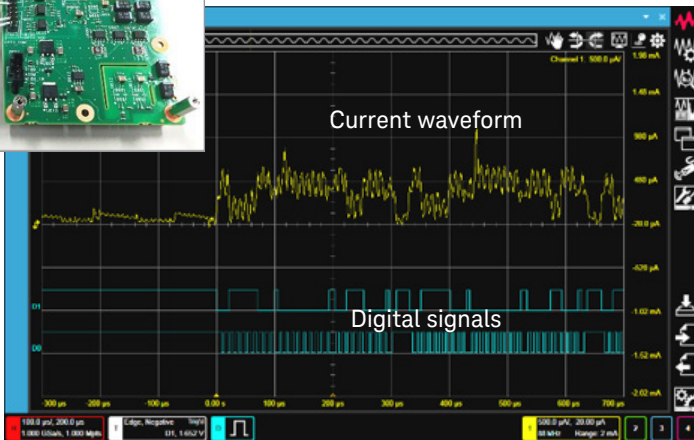 Channel 1: 500.0 µA/
1.98 mA
1.48 mA
Current waveform
980 µA
480 µA
-20.0 µA
-520 µA
D1
-1.02 mA
Digital signals
D0
-1.52 mA
-2.02 mA
-300 µs
-200 µs
-100 µs
0.00 s
100 µs
200 µs
300 µs
400 µs
500 µs
600 µs
700 µs
H
100.0 µs/, 200.0 µs
1.000 GSa/s, 1.000 Mpts
T
Edge, Negative
Trig'd
D1, 1.652 V
D
1
500.0 µA/, 20.00 µA
Range: 2 mA
2
3
4